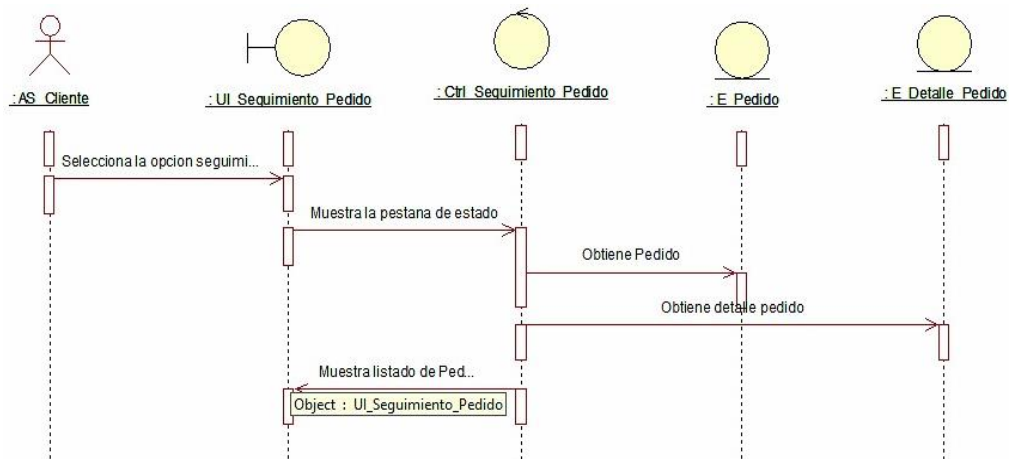 : AS_Cliente
: UI_Seguimiento_Pedido
: Ctrl_Seguimiento_Pedido
: E_Pedido
: E_Detalle_Pedido
Selecciona la opcion seguimi...
Muestra la pestana de estado
Obtiene Pedido
Obtiene detalle pedido
Muestra listado de Ped...
Object : UI_Seguimiento_Pedido